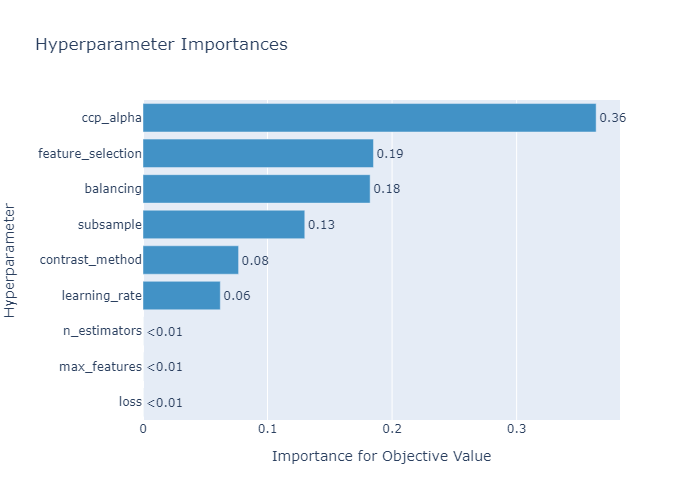 Hyperparameter Importances
Hyperparameter
ccp_alpha 0.36
feature_selection 0.19
balancing 0.18
subsample 0.13
contrast_method 0.08
learning_rate 0.06
n_estimators <0.01
max_features <0.01
loss <0.01
0 0.1 0.2 0.3
Importance for Objective Value